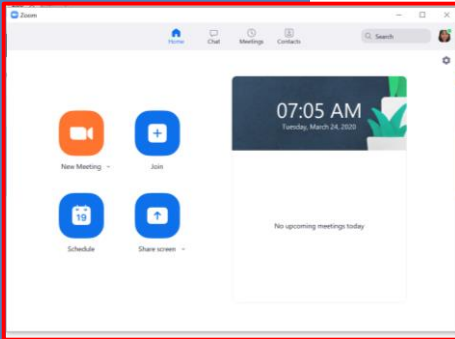 Zoom
Home Chat Meetings Contacts Search
07:05 AM
Tuesday, March 24, 2020
New Meeting Join
19
Schedule Share screen
No upcoming meetings today